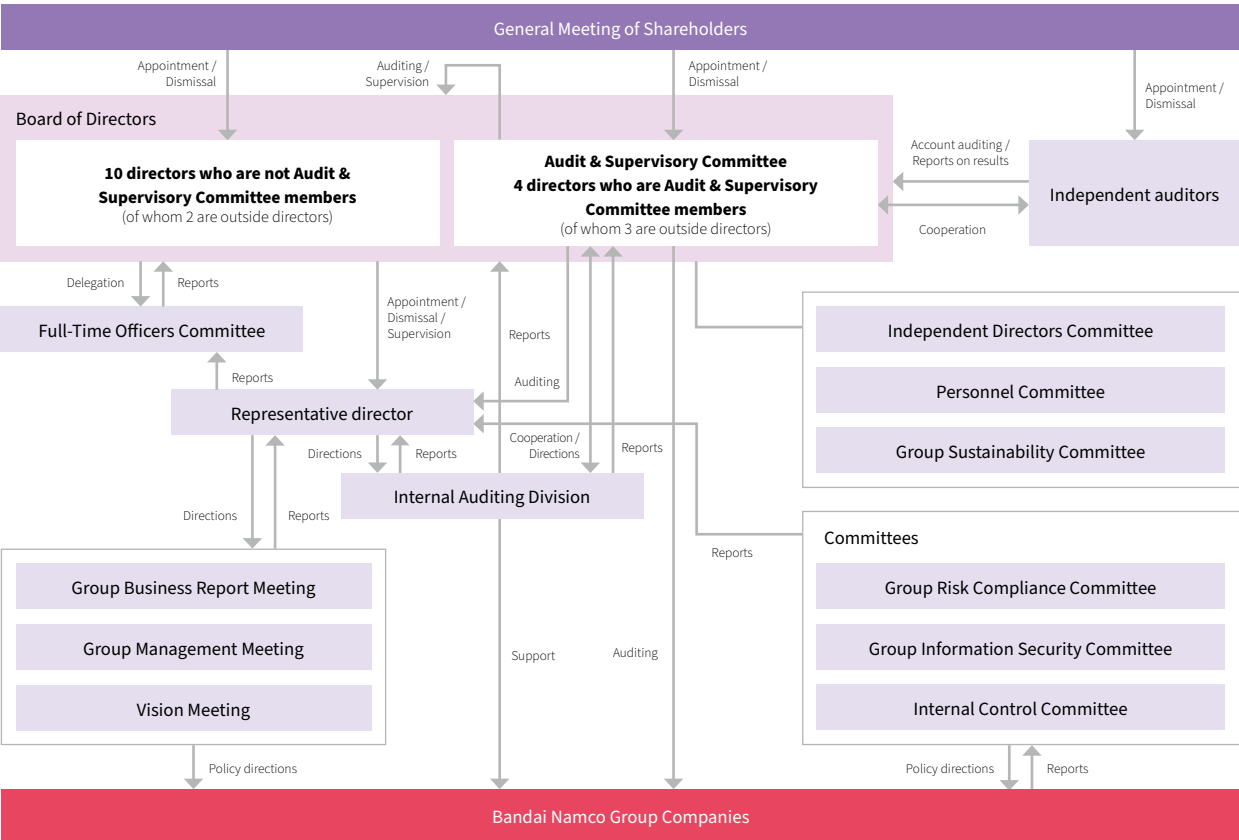 General Meeting of Shareholders
Appointment /
Dismissal
Auditing /
Supervision
Appointment /
Dismissal
Appointment /
Dismissal
Board of Directors
10 directors who are not Audit &
Supervisory Committee members
(of whom 2 are outside directors)
Audit & Supervisory Committee
4 directors who are Audit & Supervisory
Committee members
(of whom 3 are outside directors)
Account auditing /
Reports on results
Cooperation
Independent auditors
Delegation
Reports
Appointment /
Dismissal /
Supervision
Reports
Full-Time Officers Committee
Reports
Auditing
Representative director
Independent Directors Committee
Personnel Committee
Group Sustainability Committee
Directions
Reports
Cooperation /
Directions
Reports
Internal Auditing Division
Directions
Reports
Reports
Group Business Report Meeting
Group Management Meeting
Vision Meeting
Support
Auditing
Committees
Group Risk Compliance Committee
Group Information Security Committee
Internal Control Committee
Policy directions
Policy directions
Reports
Bandai Namco Group Companies